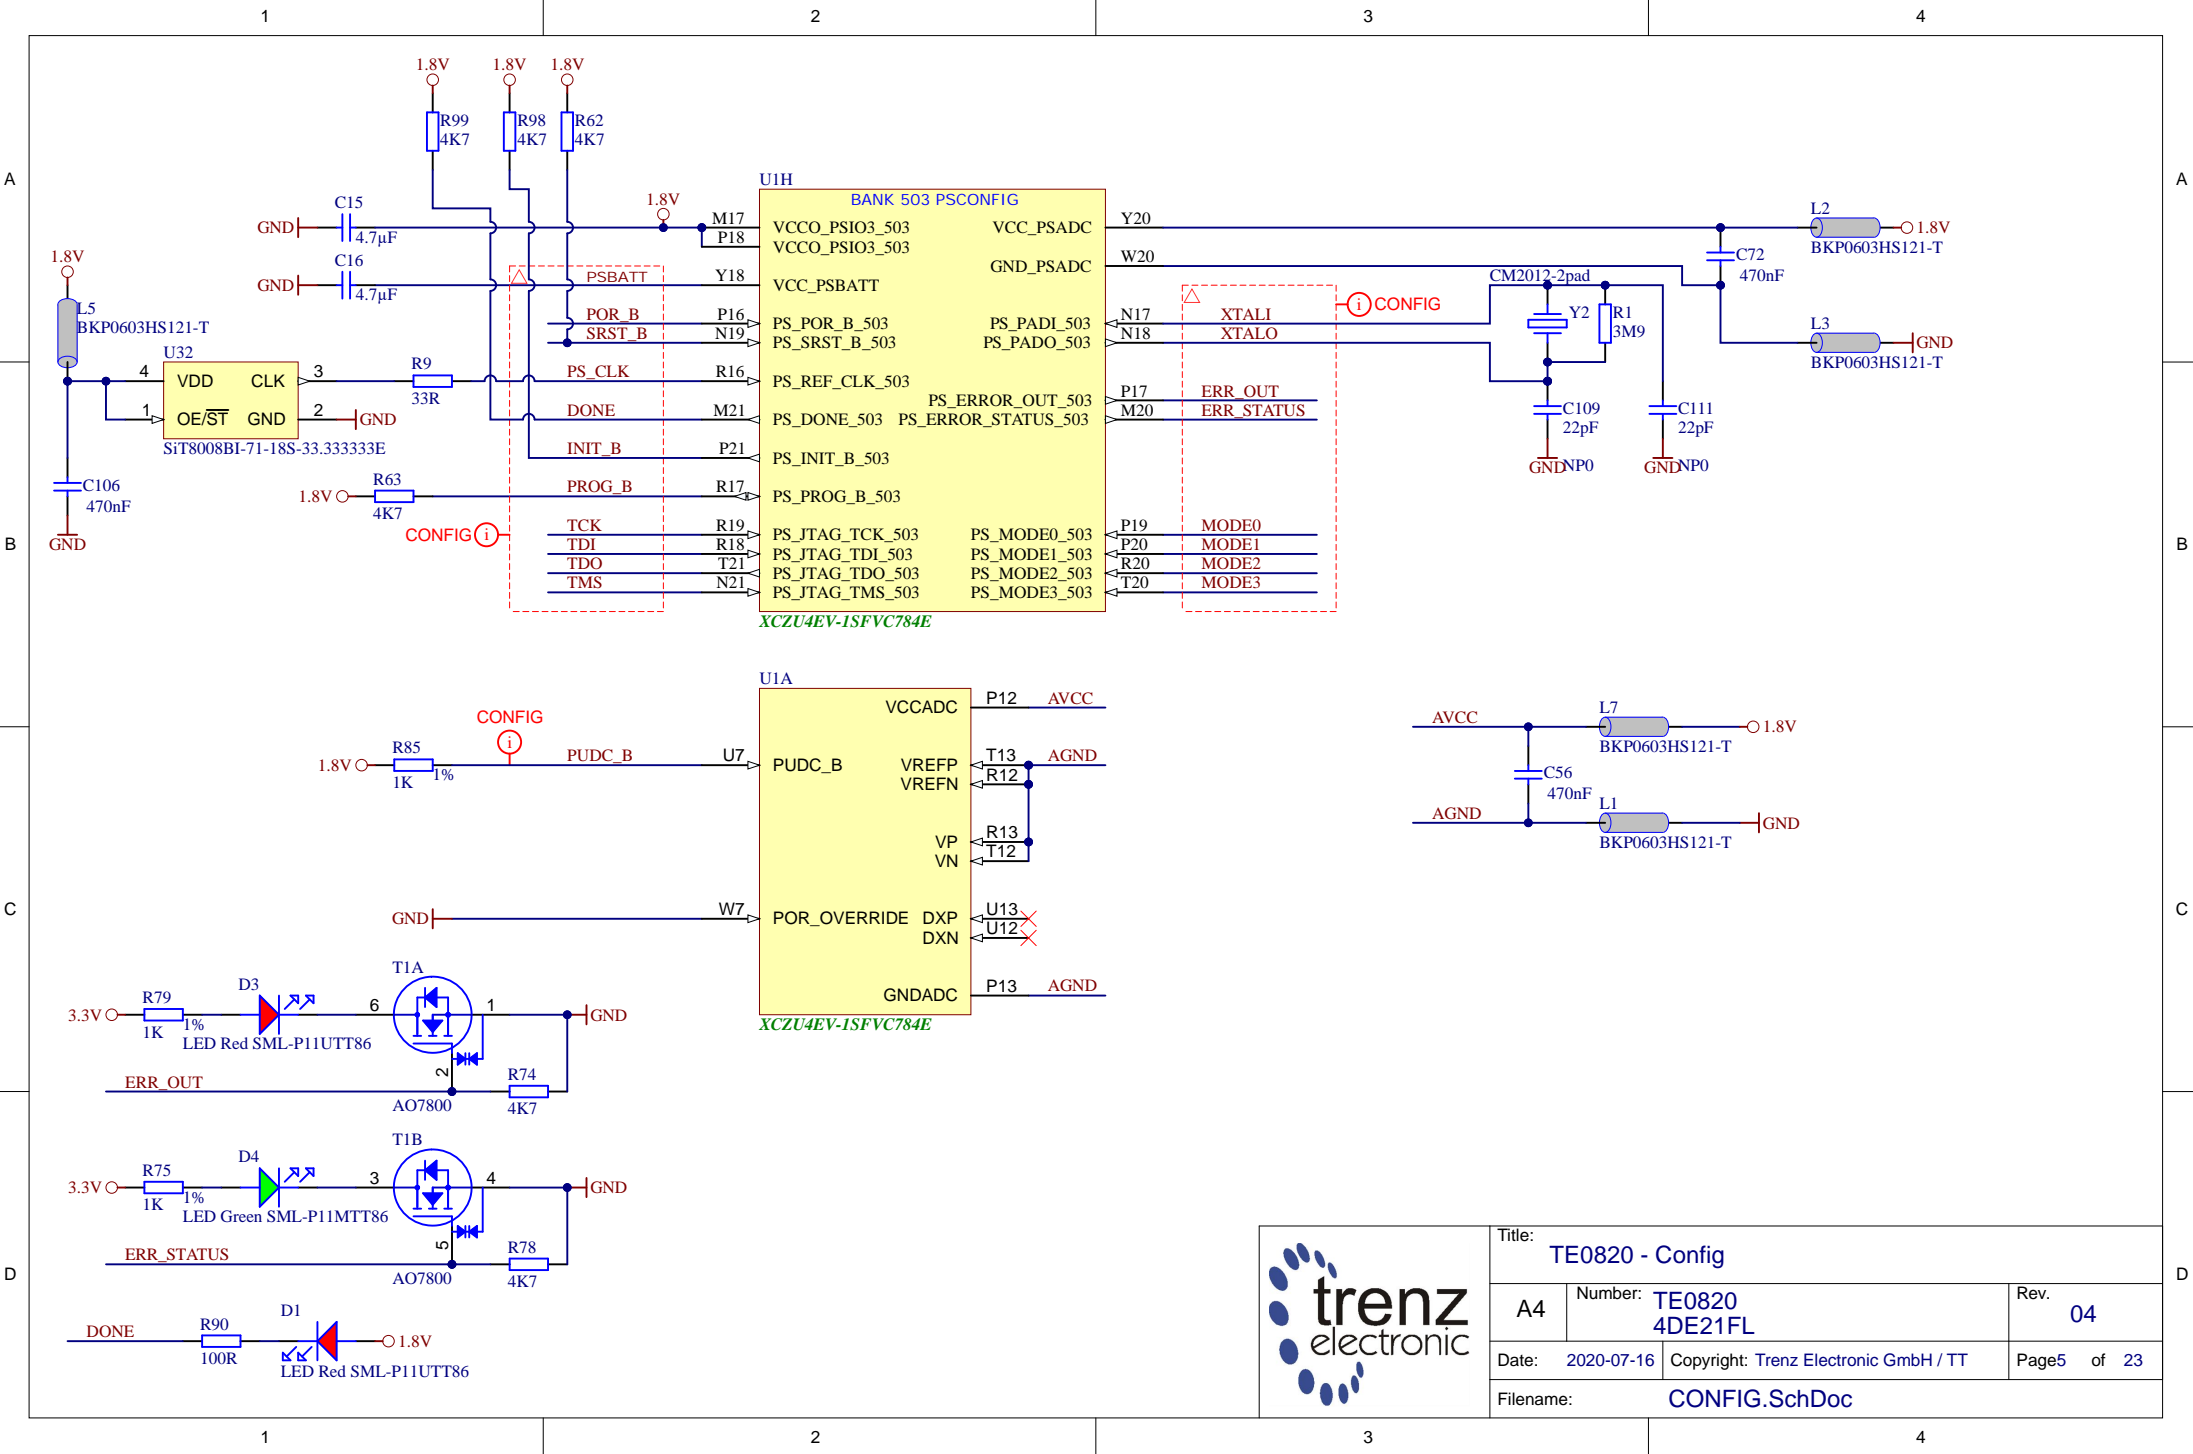 1 2 3 4
A A
B B
C C
D D
1.8V 1.8V 1.8V
R99 R98 R62
4K7 4K7 4K7
C15
GND
4.7µF
1.8V
C16
GND
4.7µF
PSBATT
POR_B
SRST_B
1.8V
L5
BKP0603HS121-T
U32
4 VDD CLK 3
1 OE/ST GND 2 GND
SiT8008BI-71-18S-33.333333E
R9
33R
PS_CLK
DONE
INIT_B
C106
470nF
GND
1.8V
R63
4K7
PROG_B
CONFIG i
TCK
TDI
TDO
TMS
U1H
BANK 503 PSCONFIG
M17 VCCO_PSIO3_503 VCC_PSADC Y20
P18 VCCO_PSIO3_503
GND_PSADC W20
Y18 VCC_PSBATT
P16 PS_POR_B_503 PS_PADI_503 N17 XTALI
N19 PS_SRST_B_503 PS_PADO_503 N18 XTALO
R16 PS_REF_CLK_503
PS_ERROR_OUT_503 P17 ERR_OUT
M21 PS_DONE_503 PS_ERROR_STATUS_503 M20 ERR_STATUS
P21 PS_INIT_B_503
R17 PS_PROG_B_503
R19 PS_JTAG_TCK_503 PS_MODE0_503 P19 MODE0
R18 PS_JTAG_TDI_503 PS_MODE1_503 P20 MODE1
T21 PS_JTAG_TDO_503 PS_MODE2_503 R20 MODE2
N21 PS_JTAG_TMS_503 PS_MODE3_503 T20 MODE3
XCZU4EV-1SFVC784E
i CONFIG
CM2012-2pad
Y2
R1
3M9
C109
22pF
GND NP0
C111
22pF
GND NP0
L2
1.8V
BKP0603HS121-T
C72
470nF
L3
GND
BKP0603HS121-T
U1A
VCCADC P12 AVCC
CONFIG
i
R85
1.8V
1K 1%
PUDC_B
U7 PUDC_B VREFP T13 AGND
VREFN R12
VP R13
VN T12
GND W7 POR_OVERRIDE DXP U13
DXN U12
GNDADC P13 AGND
XCZU4EV-1SFVC784E
AVCC
L7
1.8V
BKP0603HS121-T
C56
470nF
AGND
L1
GND
BKP0603HS121-T
T1A
D3
R79
3.3V 6 1 GND
1K 1%
LED Red SML-P11UTT86
2
R74
ERR_OUT
AO7800
4K7
T1B
D4
R75
3.3V 3 4 GND
1K 1%
LED Green SML-P11MTT86
5
R78
ERR_STATUS
AO7800
4K7
D1
R90
DONE 1.8V
100R
LED Red SML-P11UTT86
trenz
electronic
Title:
TE0820 - Config
A4
Number: TE0820
4DE21FL
Rev.
04
Date: 2020-07-16 Copyright: Trenz Electronic GmbH / TT Page5 of 23
Filename: CONFIG.SchDoc
1 2 3 4